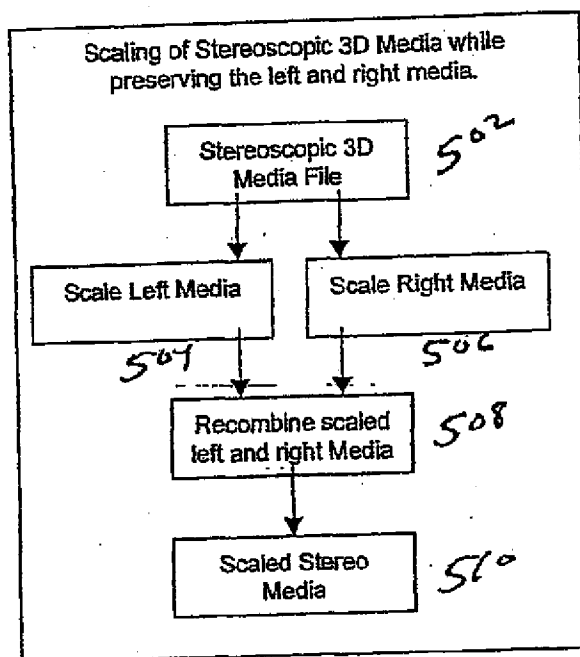 Scaling of Stereoscopic 3D Media while
preserving the left and right media.
Stereoscopic 3D
Media File
502
Scale Left Media
Scale Right Media
504
506
Recombine scaled
left and right Media
508
Scaled Stereo
Media
510